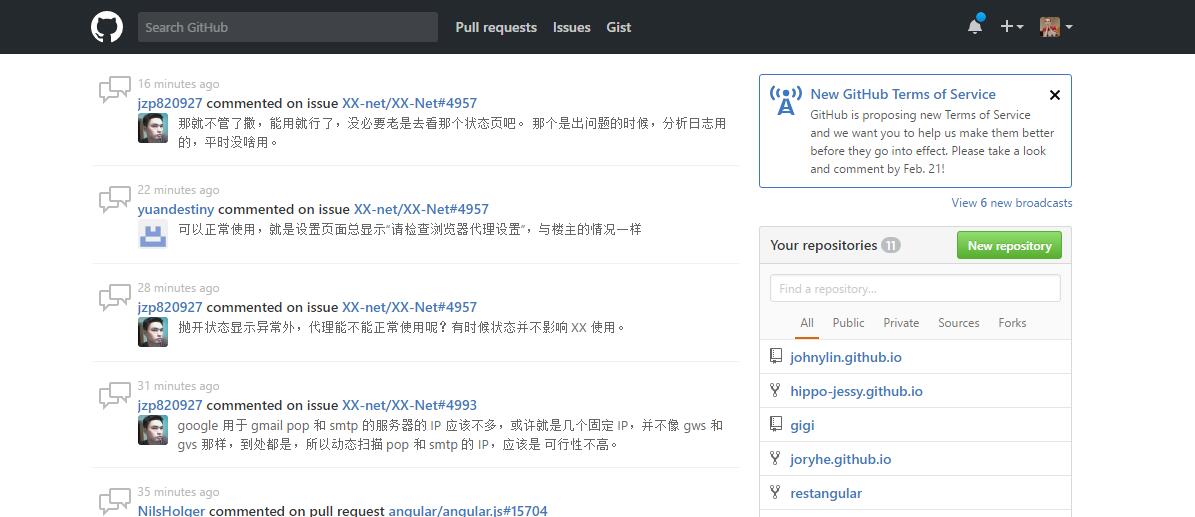 Search GitHub
Pull requests
Issues
Gist
16 minutes ago
jzp820927 commented on issue XX-net/XX-Net#4957
那就不管了撒，能用就行了，没必要老是去看那个状态页吧。 那个是出问题的时候，分析日志用
的，平时没啥用。
22 minutes ago
yuandestiny commented on issue XX-net/XX-Net#4957
可以正常使用，就是设置页面总显示“请检查浏览器代理设置”，与楼主的情况一样
28 minutes ago
jzp820927 commented on issue XX-net/XX-Net#4957
抛开状态显示异常外，代理能不能正常使用呢？有时候状态并不影响 XX 使用。
31 minutes ago
jzp820927 commented on issue XX-net/XX-Net#4993
google 用于 gmail pop 和 smtp 的服务器的 IP 应该不多，或许就是几个固定 IP，并不像 gws 和
gvs 那样，到处都是，所以动态扫描 pop 和 smtp 的 IP，应该是 可行性不高。
35 minutes ago
NilsHolger commented on pull request angular/angular.js#15704
New GitHub Terms of Service
GitHub is proposing new Terms of Service
and we want you to help us make them better
before they go into effect. Please take a look
and comment by Feb. 21!
View 6 new broadcasts
Your repositories 11
New repository
Find a repository...
All
Public
Private
Sources
Forks
johnylin.github.io
hippo-jessy.github.io
gigi
joryhe.github.io
restangular